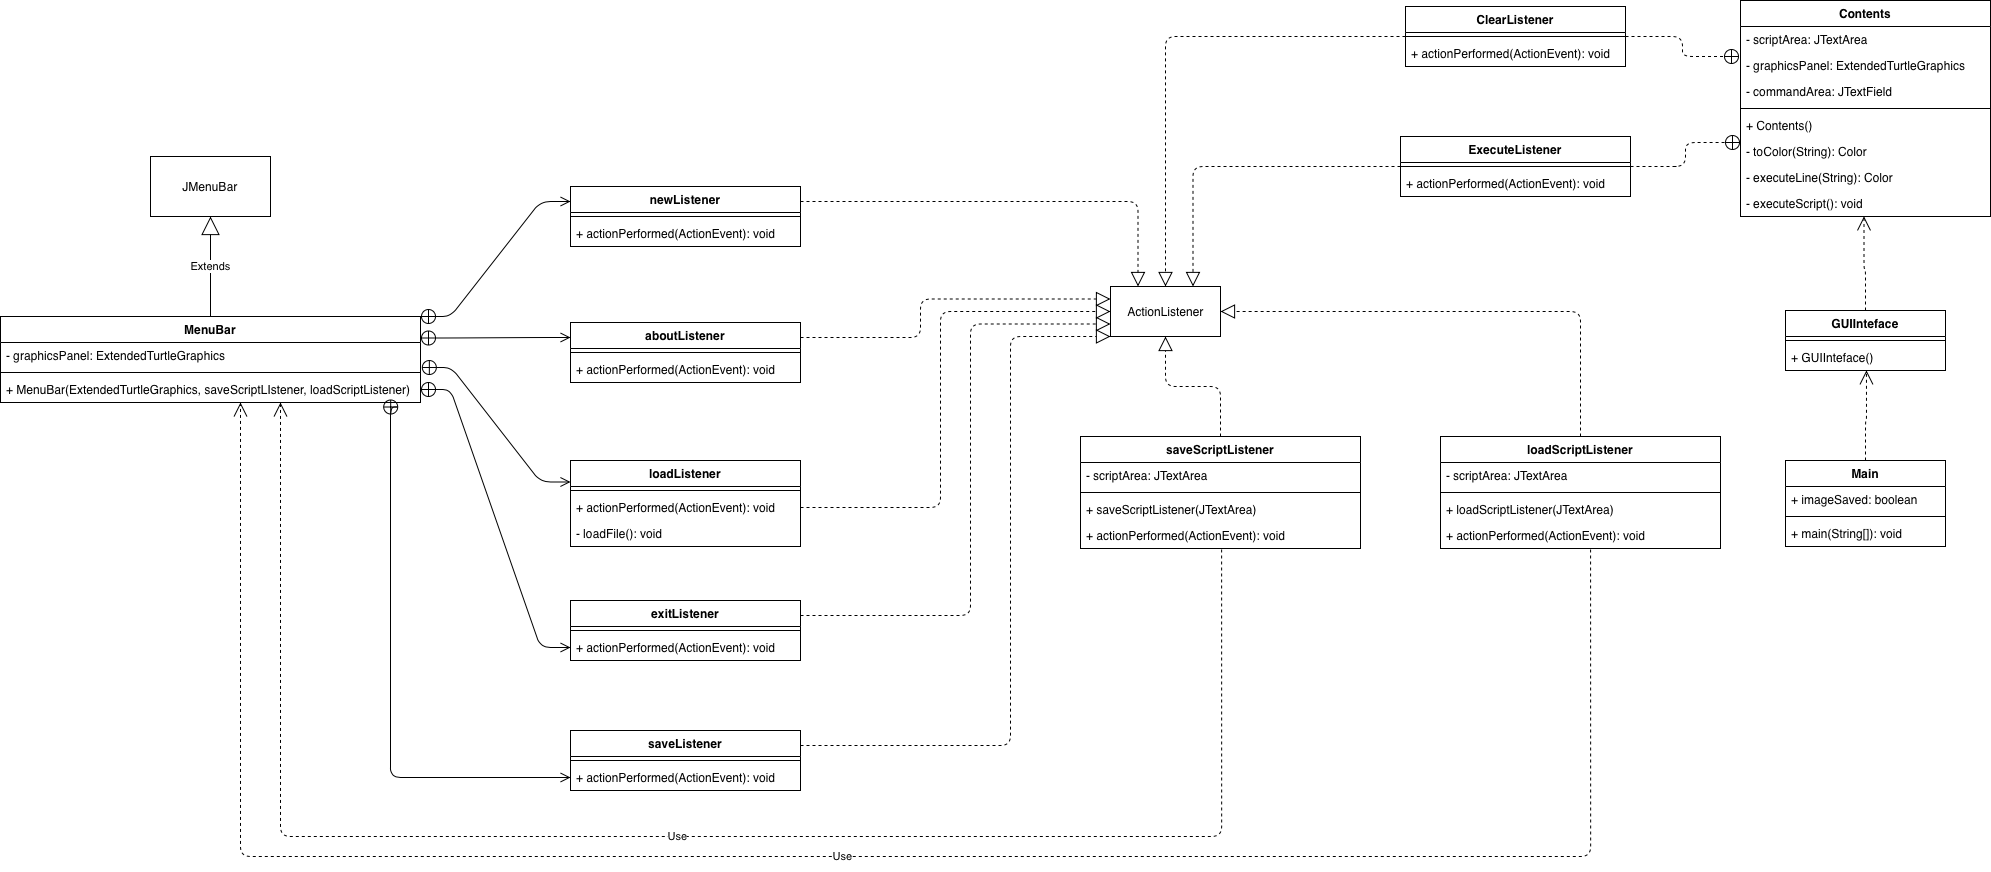 ClearListener
+ actionPerformed(ActionEvent): void
Contents
- scriptArea: JTextArea
- graphicsPanel: ExtendedTurtleGraphics
- commandArea: JTextField
+ Contents()
- toColor(String): Color
- executeLine(String): Color
- executeScript(): void
ExecuteListener
+ actionPerformed(ActionEvent): void
JMenuBar
Extends
newListener
+ actionPerformed(ActionEvent): void
MenuBar
- graphicsPanel: ExtendedTurtleGraphics
+ MenuBar(ExtendedTurtleGraphics, saveScriptLIstener, loadScriptListener)
aboutListener
+ actionPerformed(ActionEvent): void
ActionListener
GUIInteface
+ GUIInteface()
loadListener
+ actionPerformed(ActionEvent): void
- loadFile(): void
saveScriptListener
- scriptArea: JTextArea
+ saveScriptListener(JTextArea)
+ actionPerformed(ActionEvent): void
loadScriptListener
- scriptArea: JTextArea
+ loadScriptListener(JTextArea)
+ actionPerformed(ActionEvent): void
Main
+ imageSaved: boolean
+ main(String[]): void
exitListener
+ actionPerformed(ActionEvent): void
saveListener
+ actionPerformed(ActionEvent): void
Use
Use